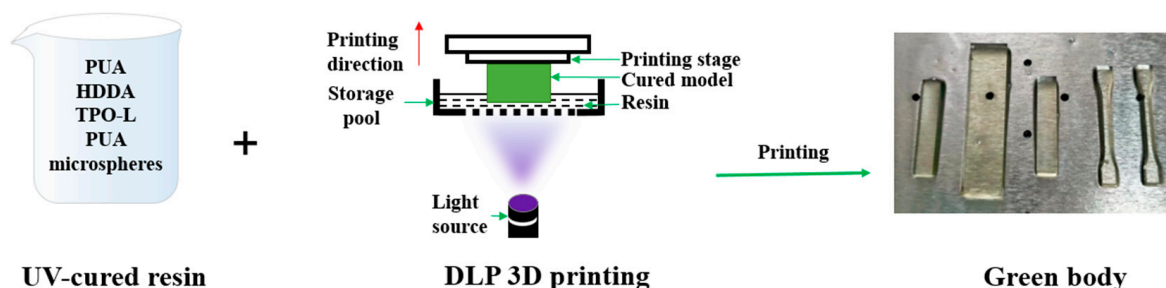 PUA
HDDA
TPO-L
PUA
microspheres
+
Printing
direction
Storage
pool
Printing stage
Cured model
Resin
Light
source
Printing
UV-cured resin
DLP 3D printing
Green body